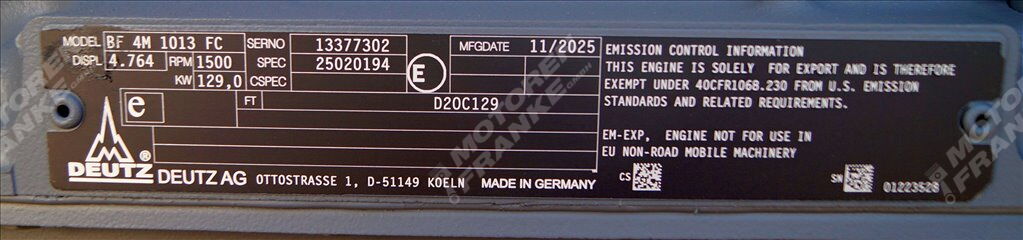 MODEL BF 4M 1013 FC SERNO 13377302 MFGDATE 11/2025
DISPL 4.764 RPM 1500 SPEC 25020194
KW 129,0 CSPEC E
e FT D20C129
DEUTZ ® DEUTZ AG OTTOSTRASSE 1, D-51149 KOELN MADE IN GERMANY
EMISSION CONTROL INFORMATION
THIS ENGINE IS SOLELY FOR EXPORT AND IS THEREFORE
EXEMPT UNDER 40CFR1068.230 FROM U.S. EMISSION
STANDARDS AND RELATED REQUIREMENTS.
EM-EXP, ENGINE NOT FOR USE IN
EU NON-ROAD MOBILE MACHINERY
CS SN 01223526
MOTOREN
FRANKE